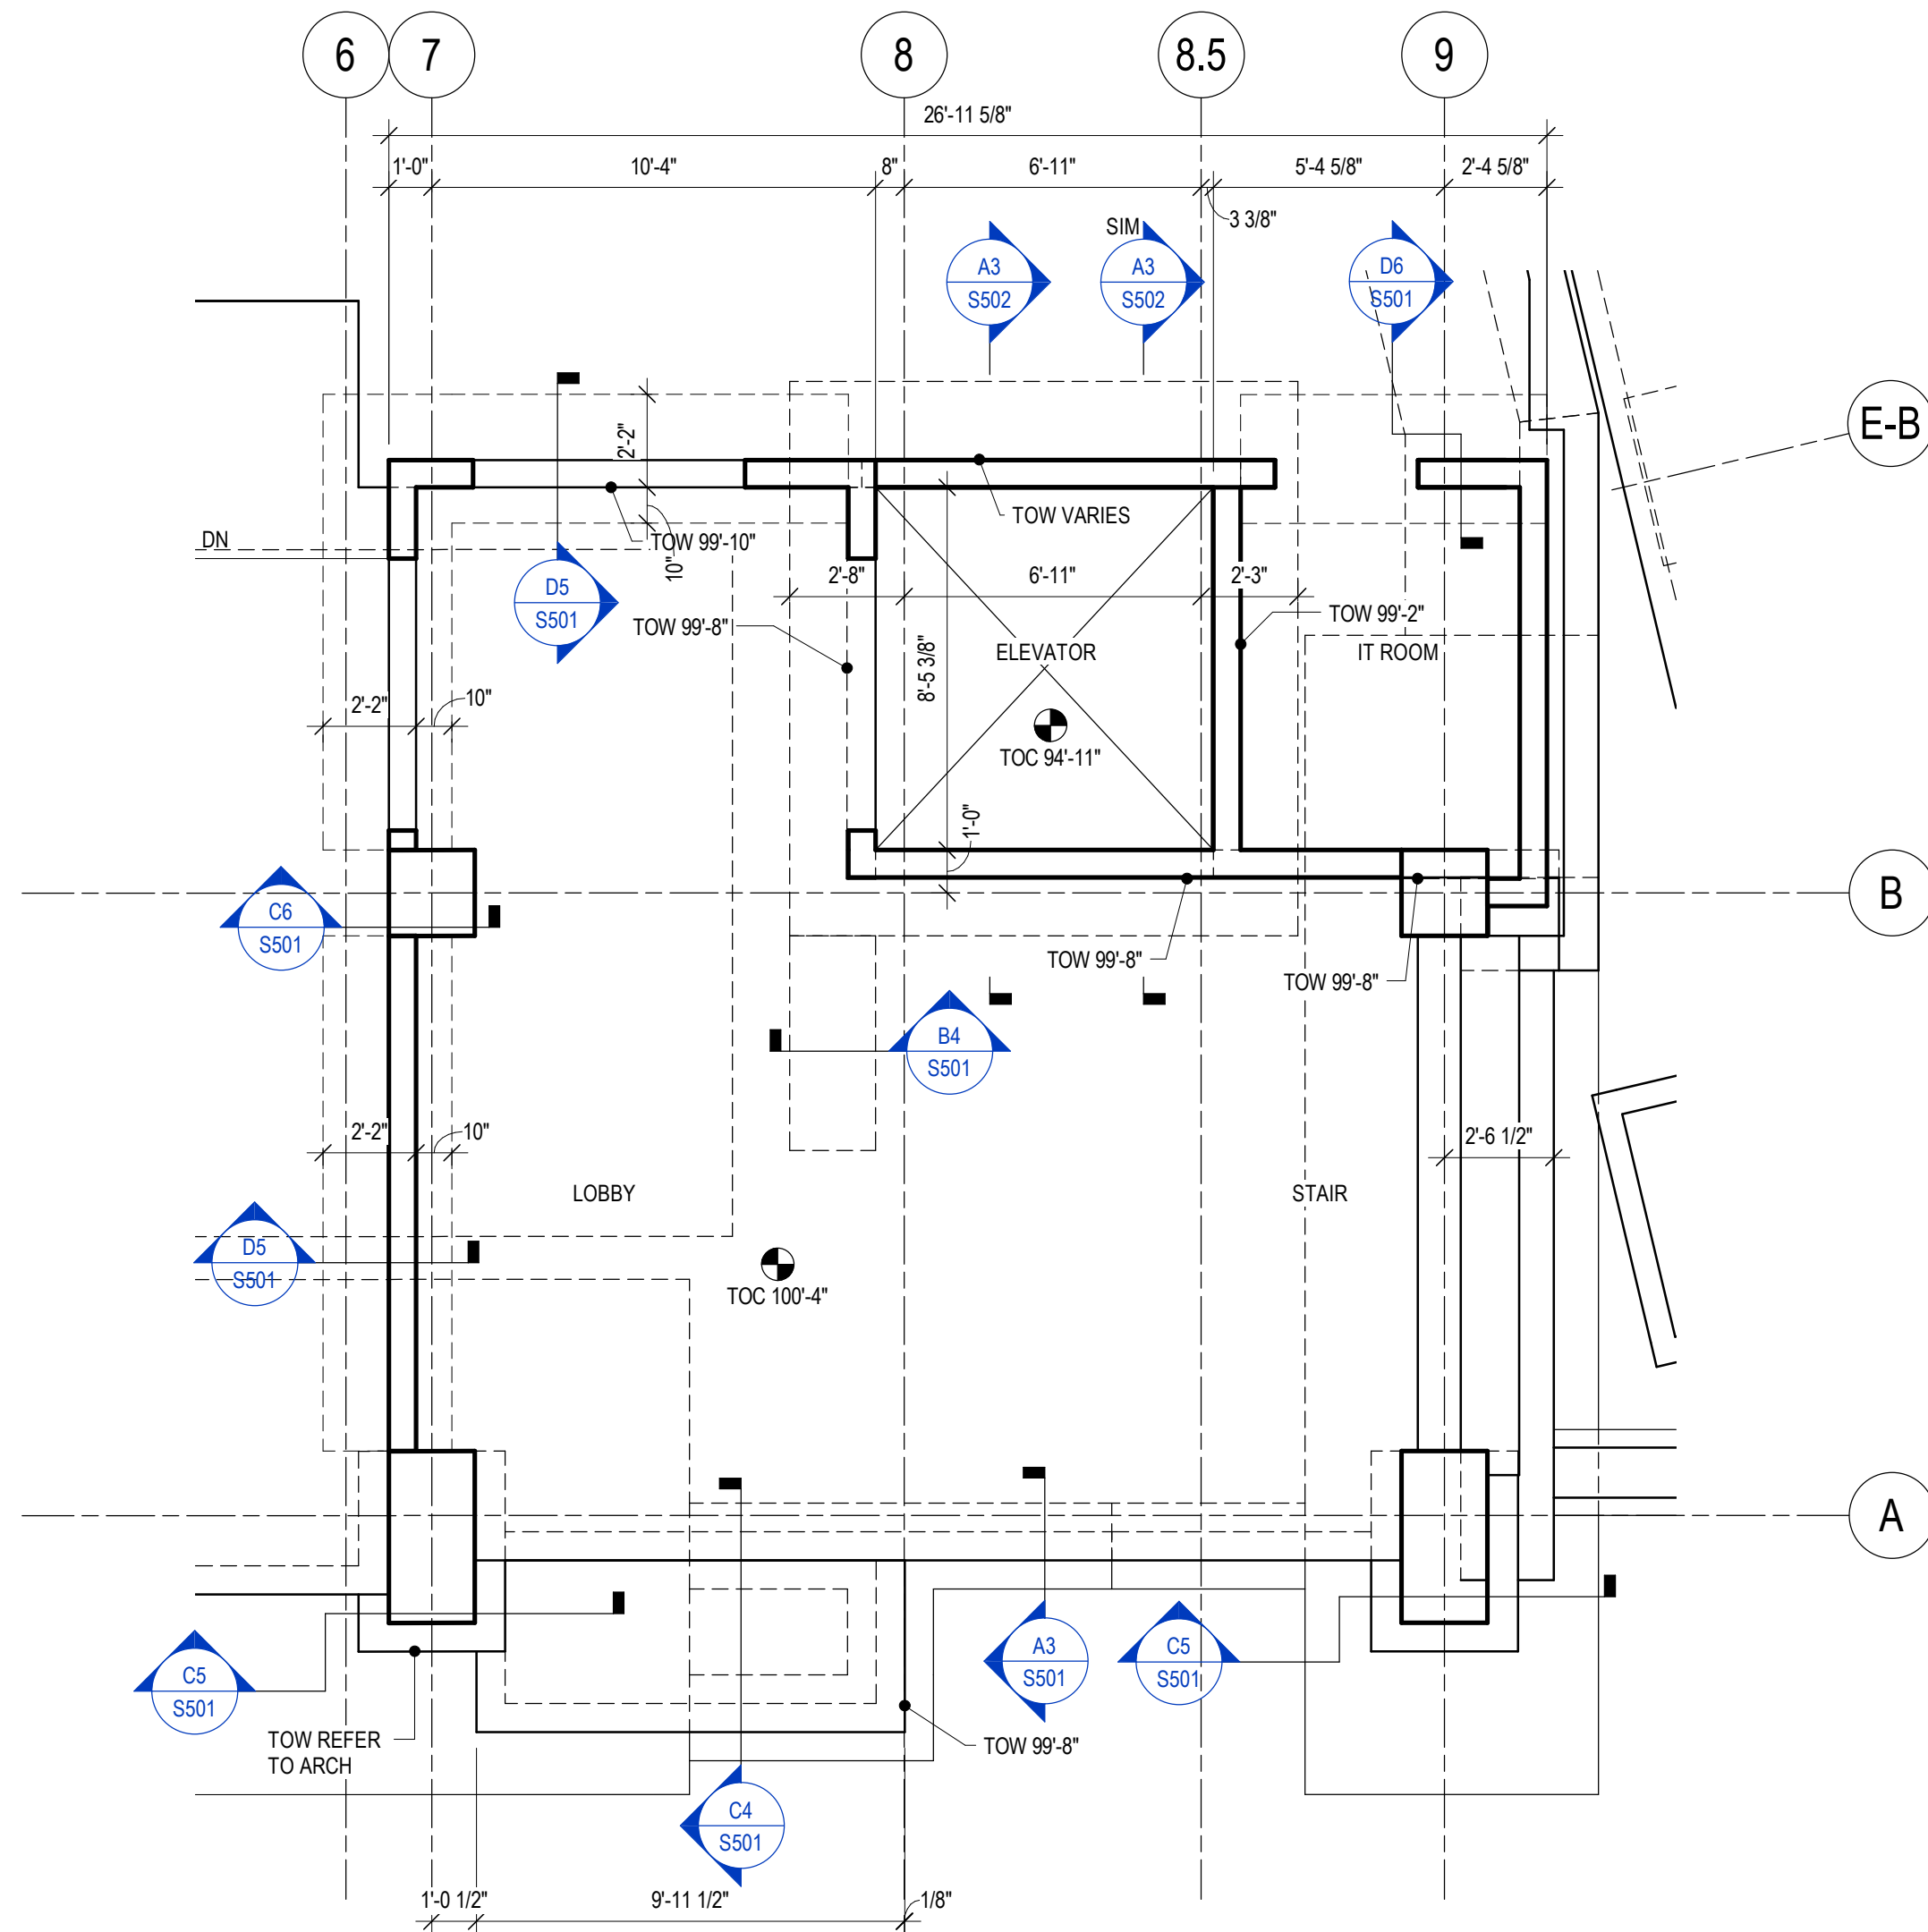 6
7
8
8.5
9
26'-11 5/8"
1'-0"
10'-4"
8"
6'-11"
5'-4 5/8"
2'-4 5/8"
3 3/8"
SIM
A3
S502
A3
S502
D6
S501
E-B
2'-2"
TOW VARIES
DN
TOW 99'-10"
10"
D5
S501
2'-8"
6'-11"
2'-3"
TOW 99'-8"
TOW 99'-2"
8'-5 3/8"
ELEVATOR
IT ROOM
2'-2"
10"
TOC 94'-11"
1'-0"
B
C6
S501
TOW 99'-8"
TOW 99'-8"
B4
S501
2'-2"
10"
2'-6 1/2"
LOBBY
STAIR
D5
S501
TOC 100'-4"
A
C5
S501
A3
S501
C5
S501
TOW REFER
TO ARCH
TOW 99'-8"
C4
S501
1'-0 1/2"
9'-11 1/2"
1/8"